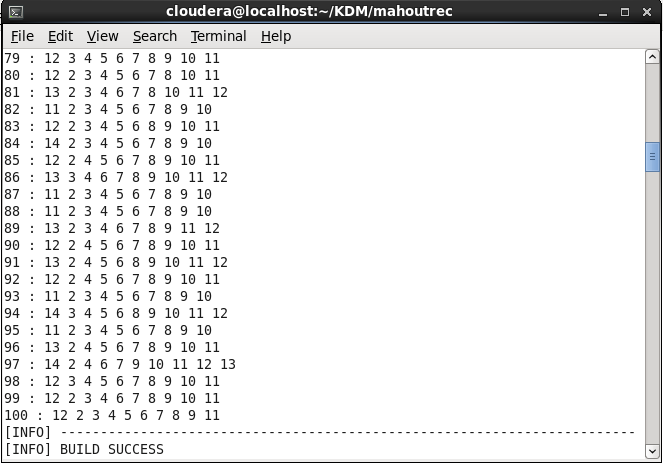 cloudera@localhost:~/KDM/mahoutrec
File Edit View Search Terminal Help
79 : 12 3 4 5 6 7 8 9 10 11
80 : 12 2 3 4 5 6 7 8 10 11
81 : 13 2 3 4 6 7 8 10 11 12
82 : 11 2 3 4 5 6 7 8 9 10
83 : 12 2 3 4 5 6 8 9 10 11
84 : 14 2 3 4 5 6 7 8 9 10
85 : 12 2 4 5 6 7 8 9 10 11
86 : 13 3 4 6 7 8 9 10 11 12
87 : 11 2 3 4 5 6 7 8 9 10
88 : 11 2 3 4 5 6 7 8 9 10
89 : 13 2 3 4 6 7 8 9 11 12
90 : 12 2 4 5 6 7 8 9 10 11
91 : 13 2 4 5 6 8 9 10 11 12
92 : 12 2 4 5 6 7 8 9 10 11
93 : 11 2 3 4 5 6 7 8 9 10
94 : 14 3 4 5 6 8 9 10 11 12
95 : 11 2 3 4 5 6 7 8 9 10
96 : 13 2 4 5 6 7 8 9 10 11
97 : 14 2 4 6 7 9 10 11 12 13
98 : 12 3 4 5 6 7 8 9 10 11
99 : 12 2 4 5 6 7 8 9 10 11
100 : 12 2 3 4 5 6 7 8 9 11
[INFO] ------------------------------------------------------------------------
[INFO] BUILD SUCCESS